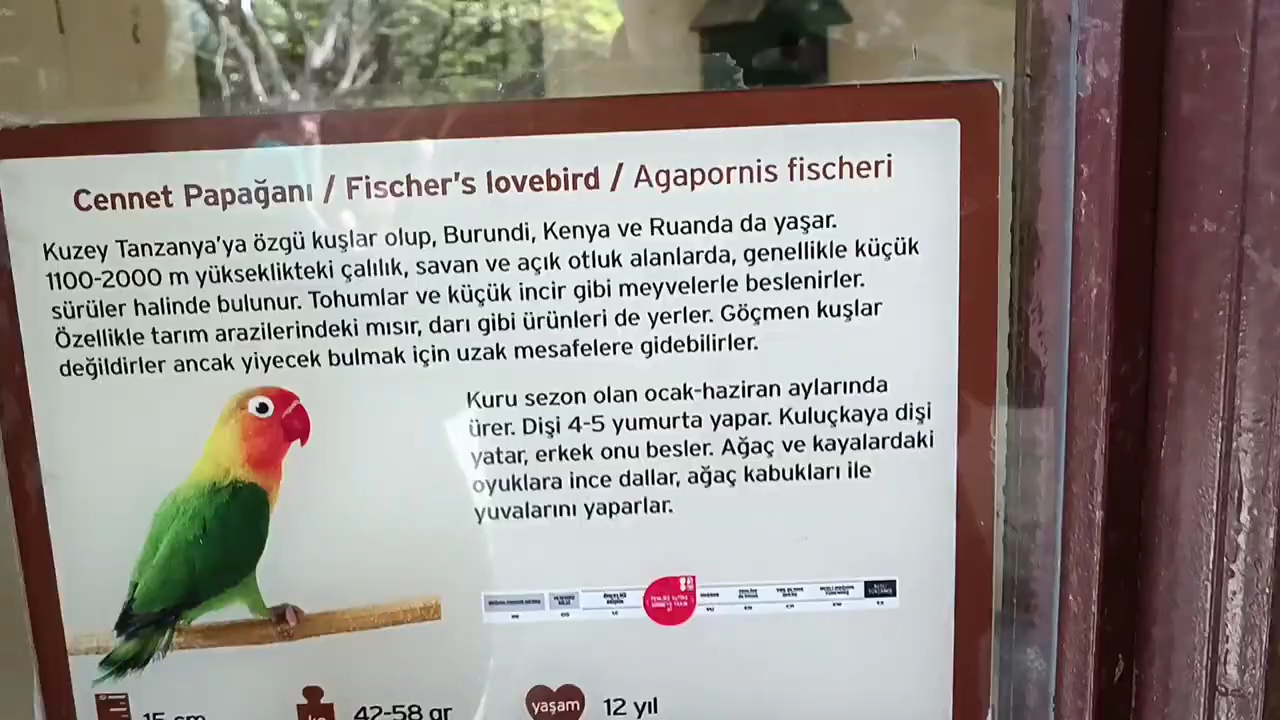 Cennet Papağanı / Fischer's lovebird / Agapornis fischeri
Kuzey Tanzanya'ya özgü kuşlar olup, Burundi, Kenya ve Ruanda da yaşar.
1100-2000 m yükseklikteki çalılık, savan ve açık otluk alanlarda, genellikle küçük
sürüler halinde bulunur. Tohumlar ve küçük incir gibi meyvelerle beslenirler.
Özellikle tarım arazilerindeki mısır, darı gibi ürünleri de yerler. Göçmen kuşlar
değildirler ancak yiyecek bulmak için uzak mesafelere gidebilirler.
Kuru sezon olan ocak-haziran aylarında
ürer. Dişi 4-5 yumurta yapar. Kuluçkaya dişi
yatar, erkek onu besler. Ağaç ve kayalardaki
oyuklara ince dallar, ağaç kabukları ile
yuvalarını yaparlar.
15 cm
kg 42-58 gr
yaşam 12 yıl